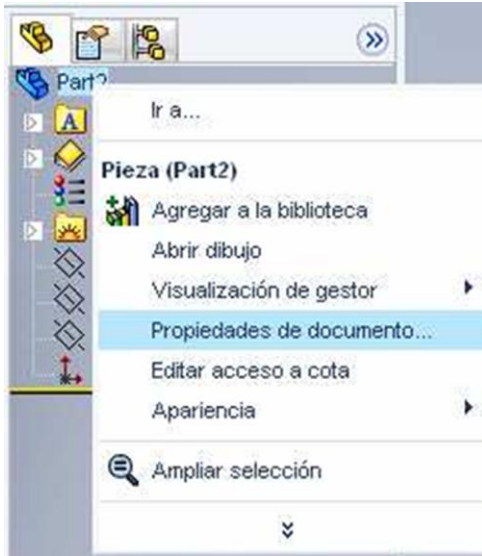 Part2
A
Ir a...
Pieza (Part2)
Agregar a la biblioteca
Abrir dibujo
Visualización de gestor
Propiedades de documento...
Editar acceso a cota
Apariencia
Ampliar selección